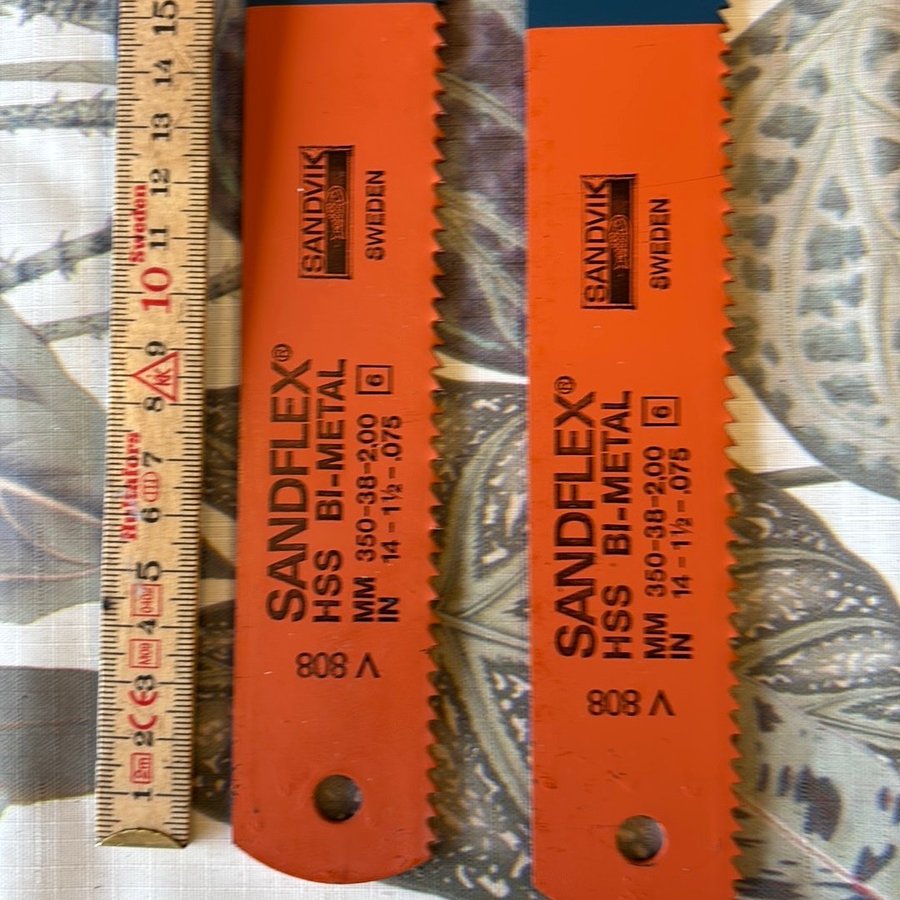 SANDVIK
SWEDEN
SANDFLEX®
HSS BI-METAL
MM 350-38-2,00 6
IN 14-1½-.075
V 808
SANDVIK
SWEDEN
SANDFLEX®
HSS BI-METAL
MM 350-38-2,00 6
IN 14-1½-.075
V 808
1 2m 2 3 4 5 6 7 8 9 10 11 12 13 14 15
Hultafors
Sweden